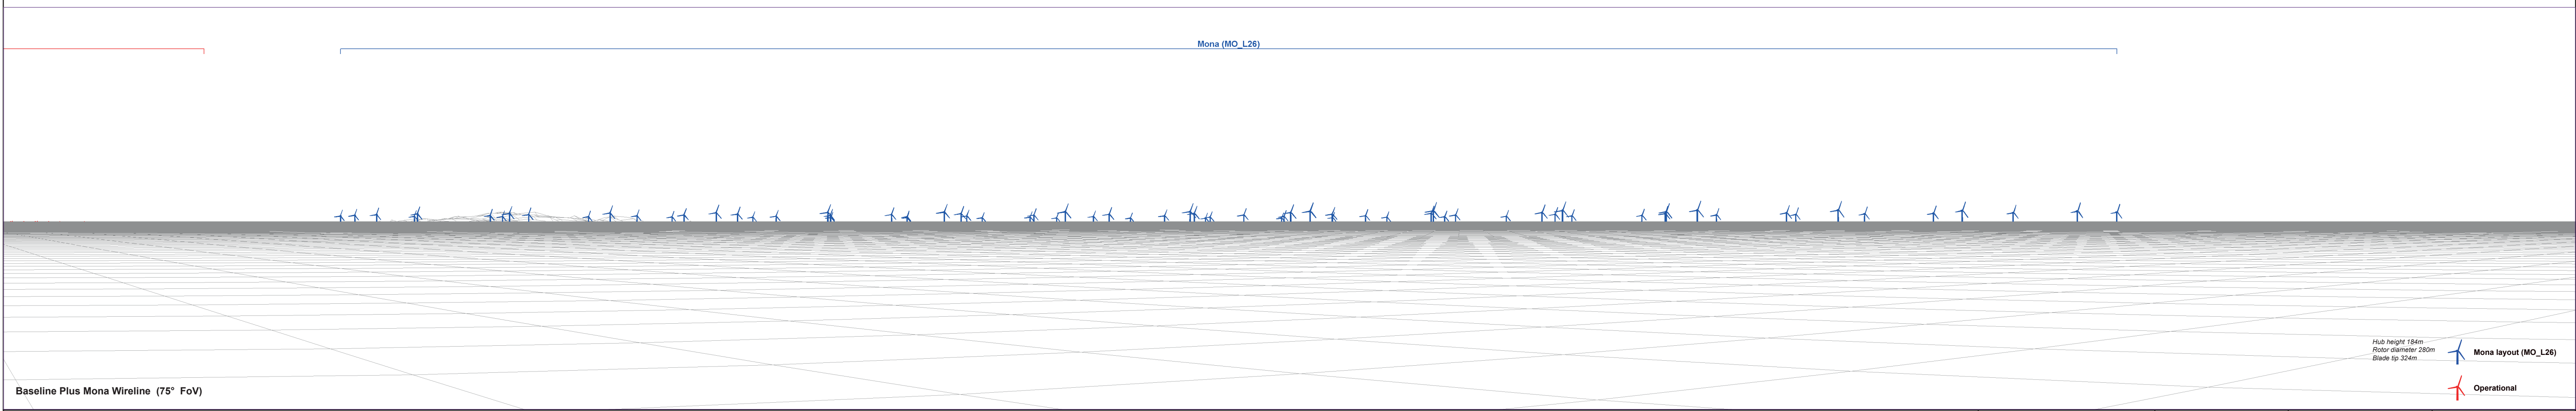 Mona (MO_L26)
Hub height 184m
Rotor diameter 280m
Blade tip 324m
Mona layout (MO_L26)
Operational
Baseline Plus Mona Wireline (75° FoV)